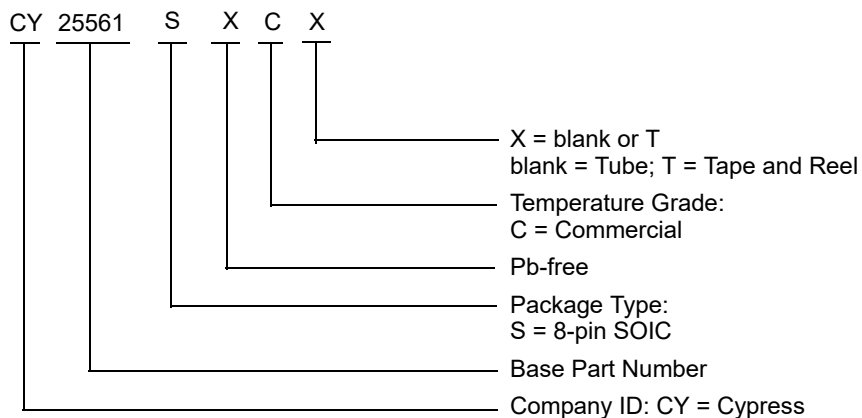 CY 25561 S X C X
X = blank or T
blank = Tube; T = Tape and Reel
Temperature Grade:
C = Commercial
Pb-free
Package Type:
S = 8-pin SOIC
Base Part Number
Company ID: CY = Cypress